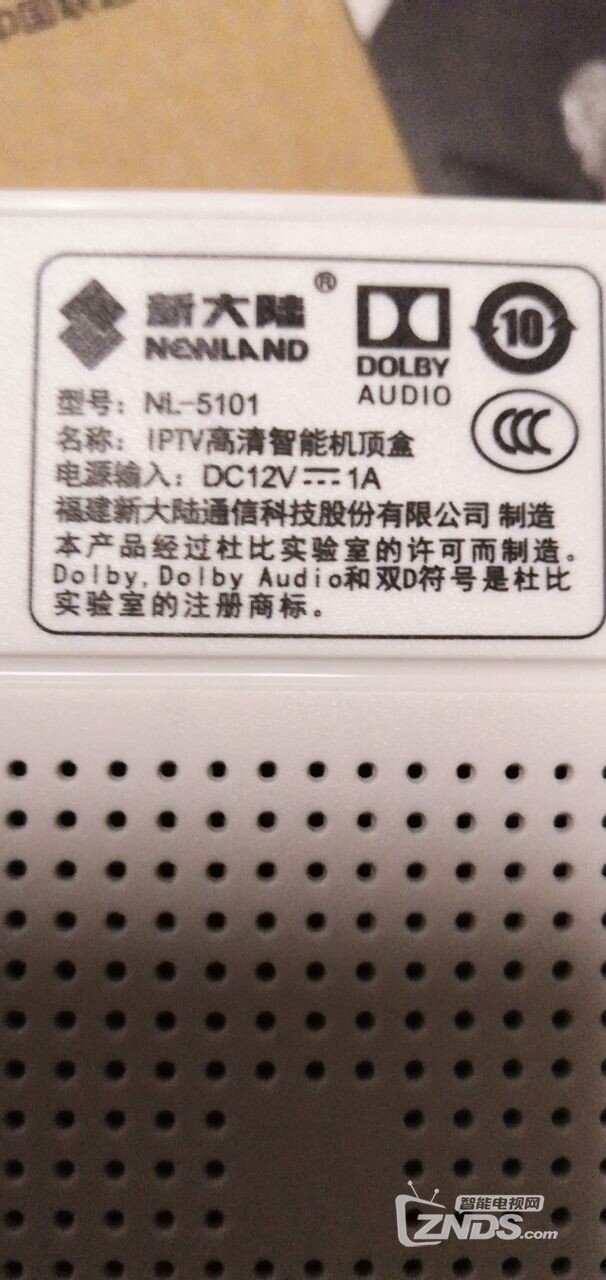 新大陆®
NEWLAND
DOLBY
AUDIO
10
型号：NL-5101
名称：IPTV高清智能机顶盒
电源输入：DC12V⎓1A
福建新大陆通信科技股份有限公司 制造
本产品经过杜比实验室的许可而制造。
Dolby,Dolby Audio和双D符号是杜比
实验室的注册商标。
智能电视网
ZNDS.com